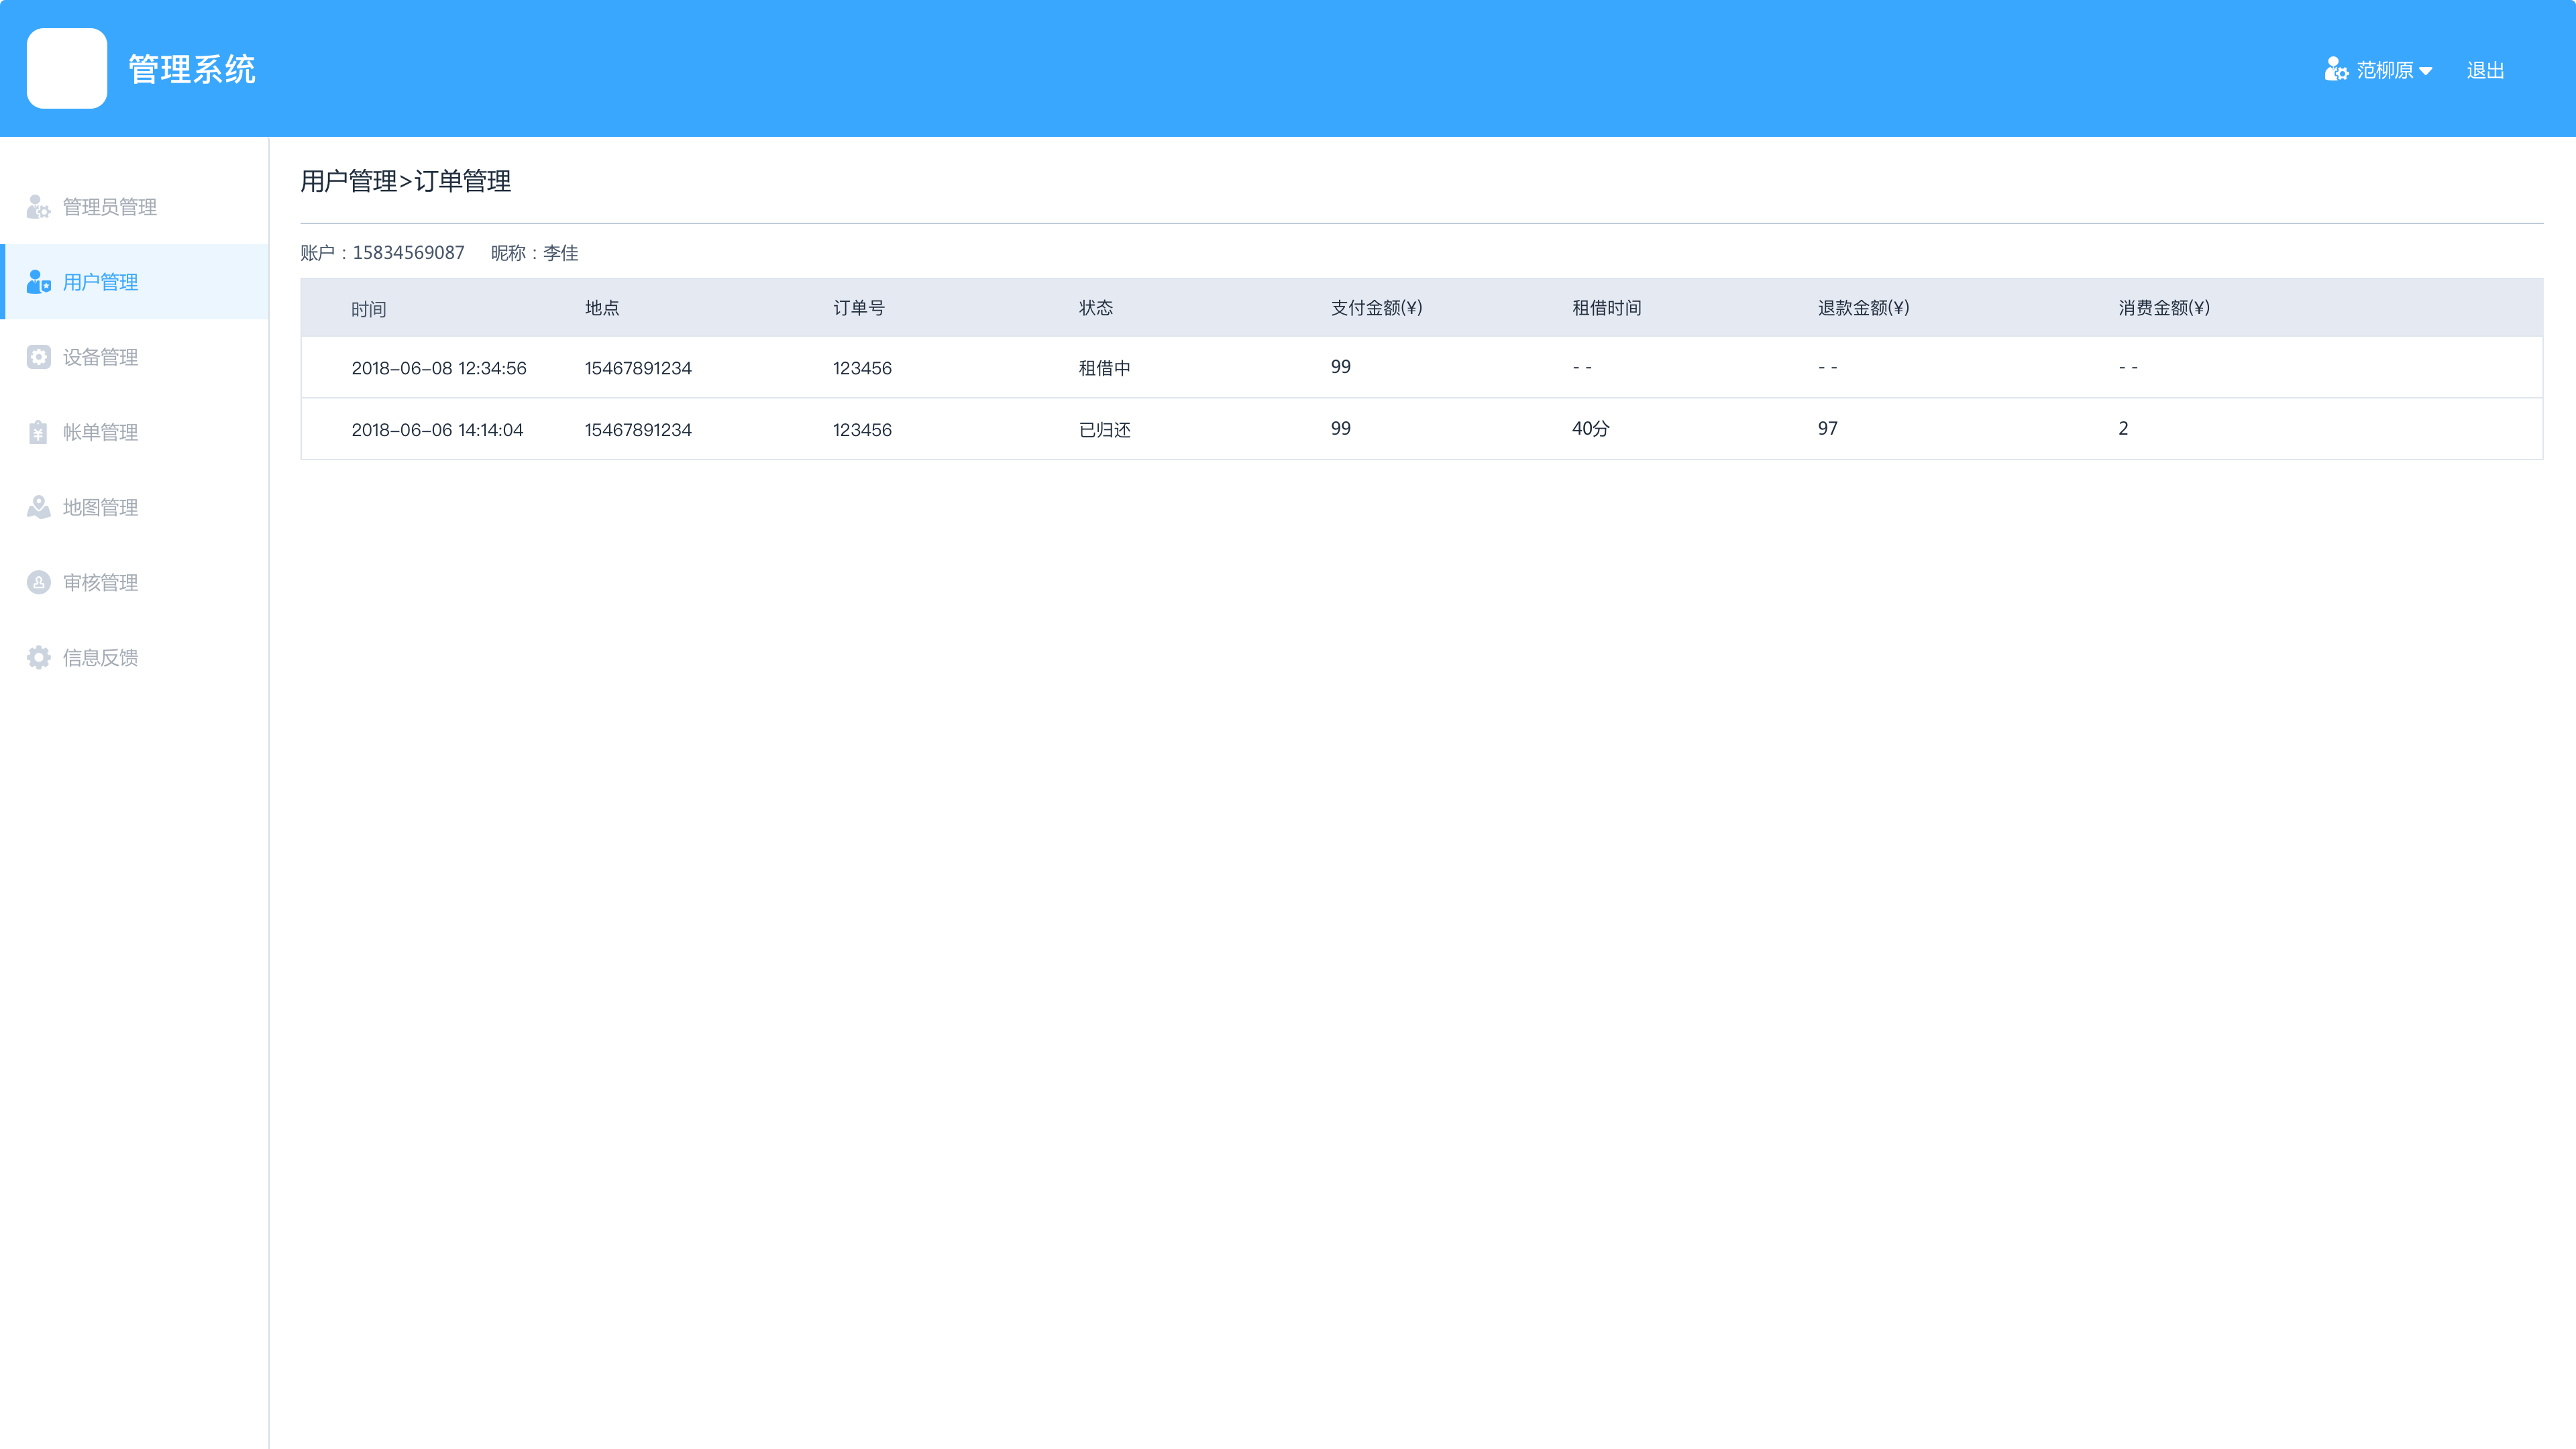 管理系统
范柳原 退出
管理员管理
用户管理
设备管理
帐单管理
地图管理
审核管理
信息反馈
用户管理>订单管理
账户：15834569087 昵称：李佳
时间 地点 订单号 状态 支付金额(¥) 租借时间 退款金额(¥) 消费金额(¥)
2018-06-08 12:34:56 15467891234 123456 租借中 99 - - - - - -
2018-06-06 14:14:04 15467891234 123456 已归还 99 40分 97 2